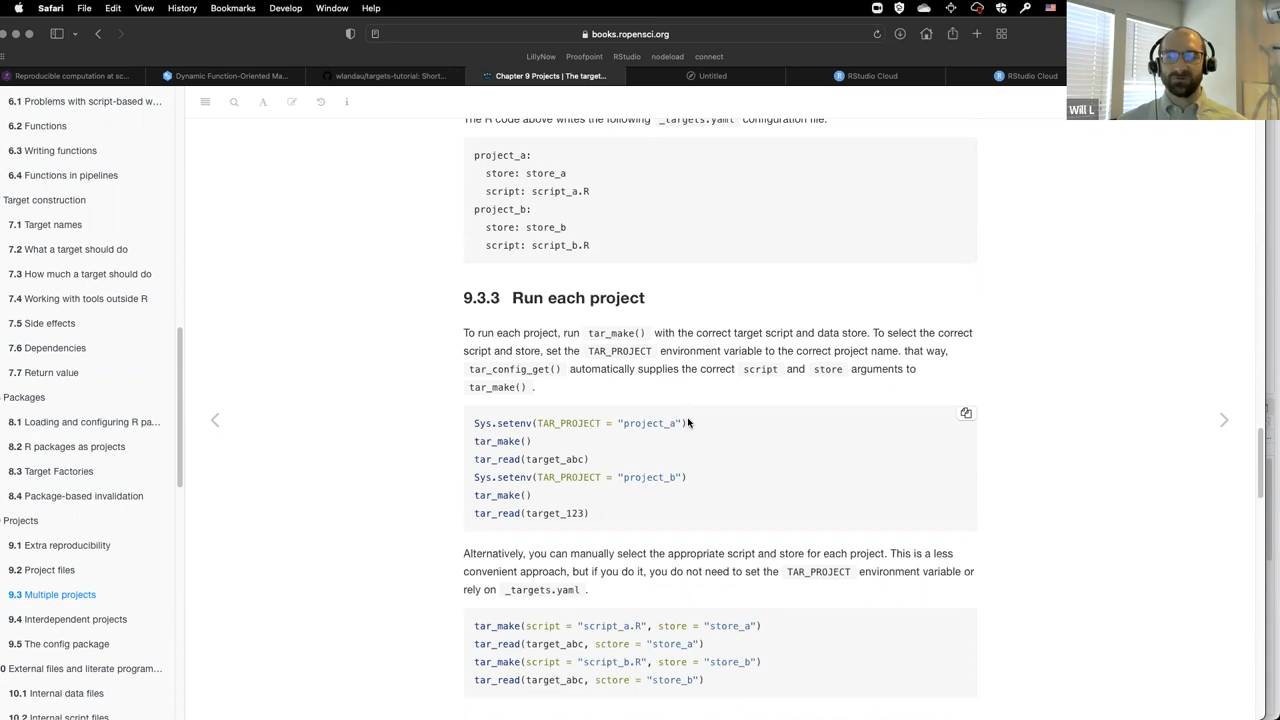 Safari File Edit View History Bookmarks Develop Window Help
books.ropensci.org
LillyNow Proofpoint RStudio nodeload connect
Reproducible computation at sc...
Dynamic Function-Oriented Ma...
wlandau/targets-tutorial: Short...
Chapter 9 Projects | The target...
Untitled
RStudio Cloud
RStudio Cloud
Will L
6.1 Problems with script-based w...
6.2 Functions
6.3 Writing functions
6.4 Functions in pipelines
Target construction
7.1 Target names
7.2 What a target should do
7.3 How much a target should do
7.4 Working with tools outside R
7.5 Side effects
7.6 Dependencies
7.7 Return value
Packages
8.1 Loading and configuring R pa...
8.2 R packages as projects
8.3 Target Factories
8.4 Package-based invalidation
Projects
9.1 Extra reproducibility
9.2 Project files
9.3 Multiple projects
9.4 Interdependent projects
9.5 The config package
0 External files and literate program...
10.1 Internal data files
10.2 Internal script files
The R code above writes the following _targets.yaml configuration file.
project_a:
store: store_a
script: script_a.R
project_b:
store: store_b
script: script_b.R
9.3.3 Run each project
To run each project, run tar_make() with the correct target script and data store. To select the correct
script and store, set the TAR_PROJECT environment variable to the correct project name. that way,
tar_config_get() automatically supplies the correct script and store arguments to
tar_make() .
Sys.setenv(TAR_PROJECT = "project_a")
tar_make()
tar_read(target_abc)
Sys.setenv(TAR_PROJECT = "project_b")
tar_make()
tar_read(target_123)
Alternatively, you can manually select the appropriate script and store for each project. This is a less
convenient approach, but if you do it, you do not need to set the TAR_PROJECT environment variable or
rely on _targets.yaml .
tar_make(script = "script_a.R", store = "store_a")
tar_read(target_abc, sctore = "store_a")
tar_make(script = "script_b.R", store = "store_b")
tar_read(target_abc, sctore = "store_b")